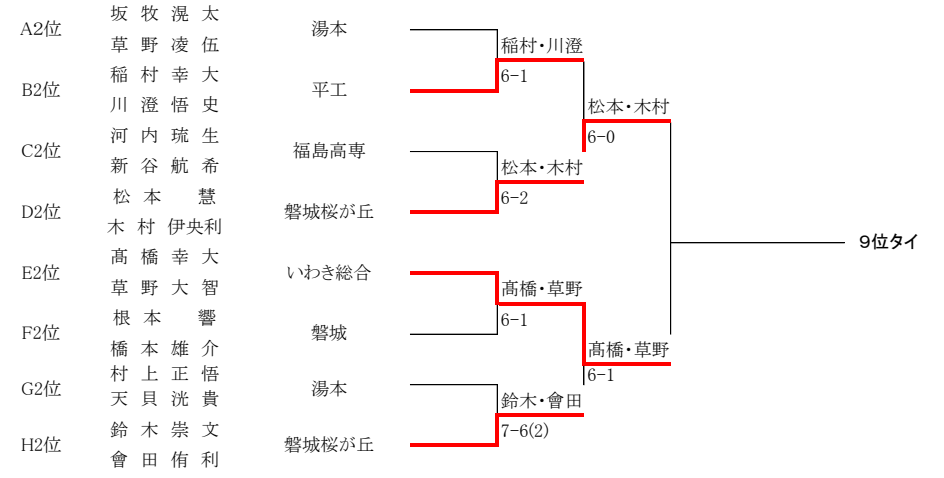 坂 牧 滉 太
A2位
湯本
草 野 凌 伍
稲村・川澄
稲 村 幸 大
6-1
B2位
平工
川 澄 悟 史
松本・木村
河 内 琉 生
6-0
C2位
福島高専
新 谷 航 希
松本・木村
松 本 慧
6-2
D2位
磐城桜が丘
木 村 伊央利
9位タイ
髙 橋 幸 大
E2位
いわき総合
草 野 大 智
髙橋・草野
根 本 響
6-1
F2位
磐城
橋 本 雄 介
髙橋・草野
村 上 正 悟
6-1
G2位
湯本
天 貝 洸 貴
鈴木・會田
鈴 木 崇 文
7-6(2)
H2位
磐城桜が丘
會 田 侑 利